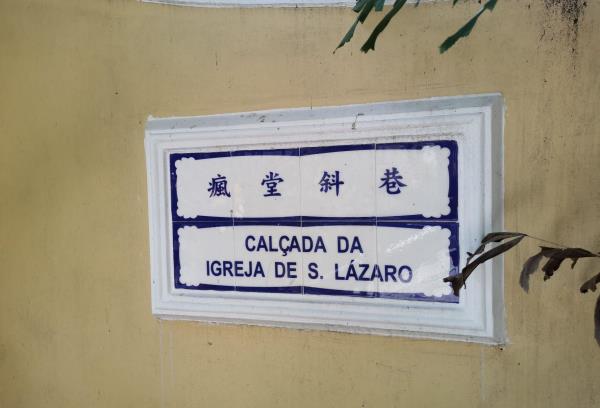 瘋堂斜巷
CALÇADA DA
IGREJA DE S. LÁZARO